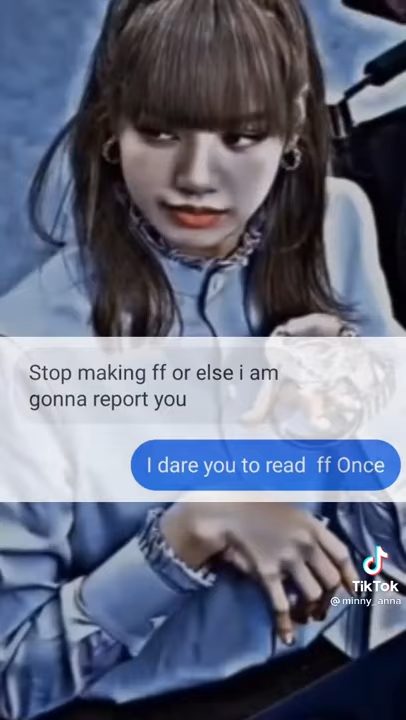 Stop making ff or else i am
gonna report you
I dare you to read ff Once
TikTok
@minny_anna